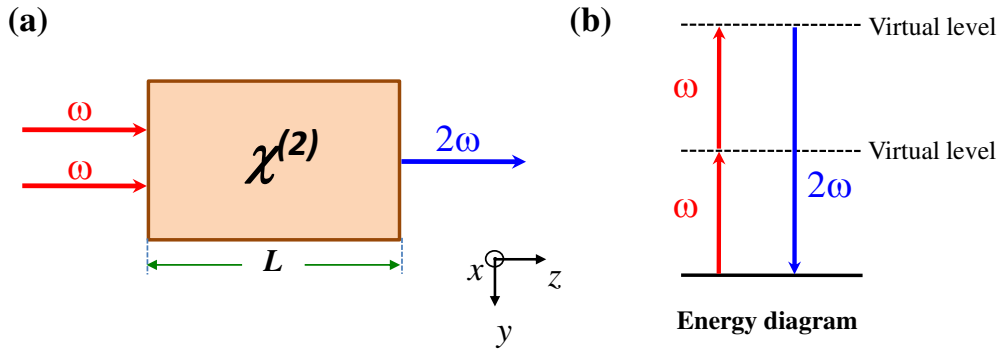 (a)
ω
ω
χ(2)
2ω
L
x
z
y
(b)
Virtual level
ω
Virtual level
ω
2ω
Energy diagram